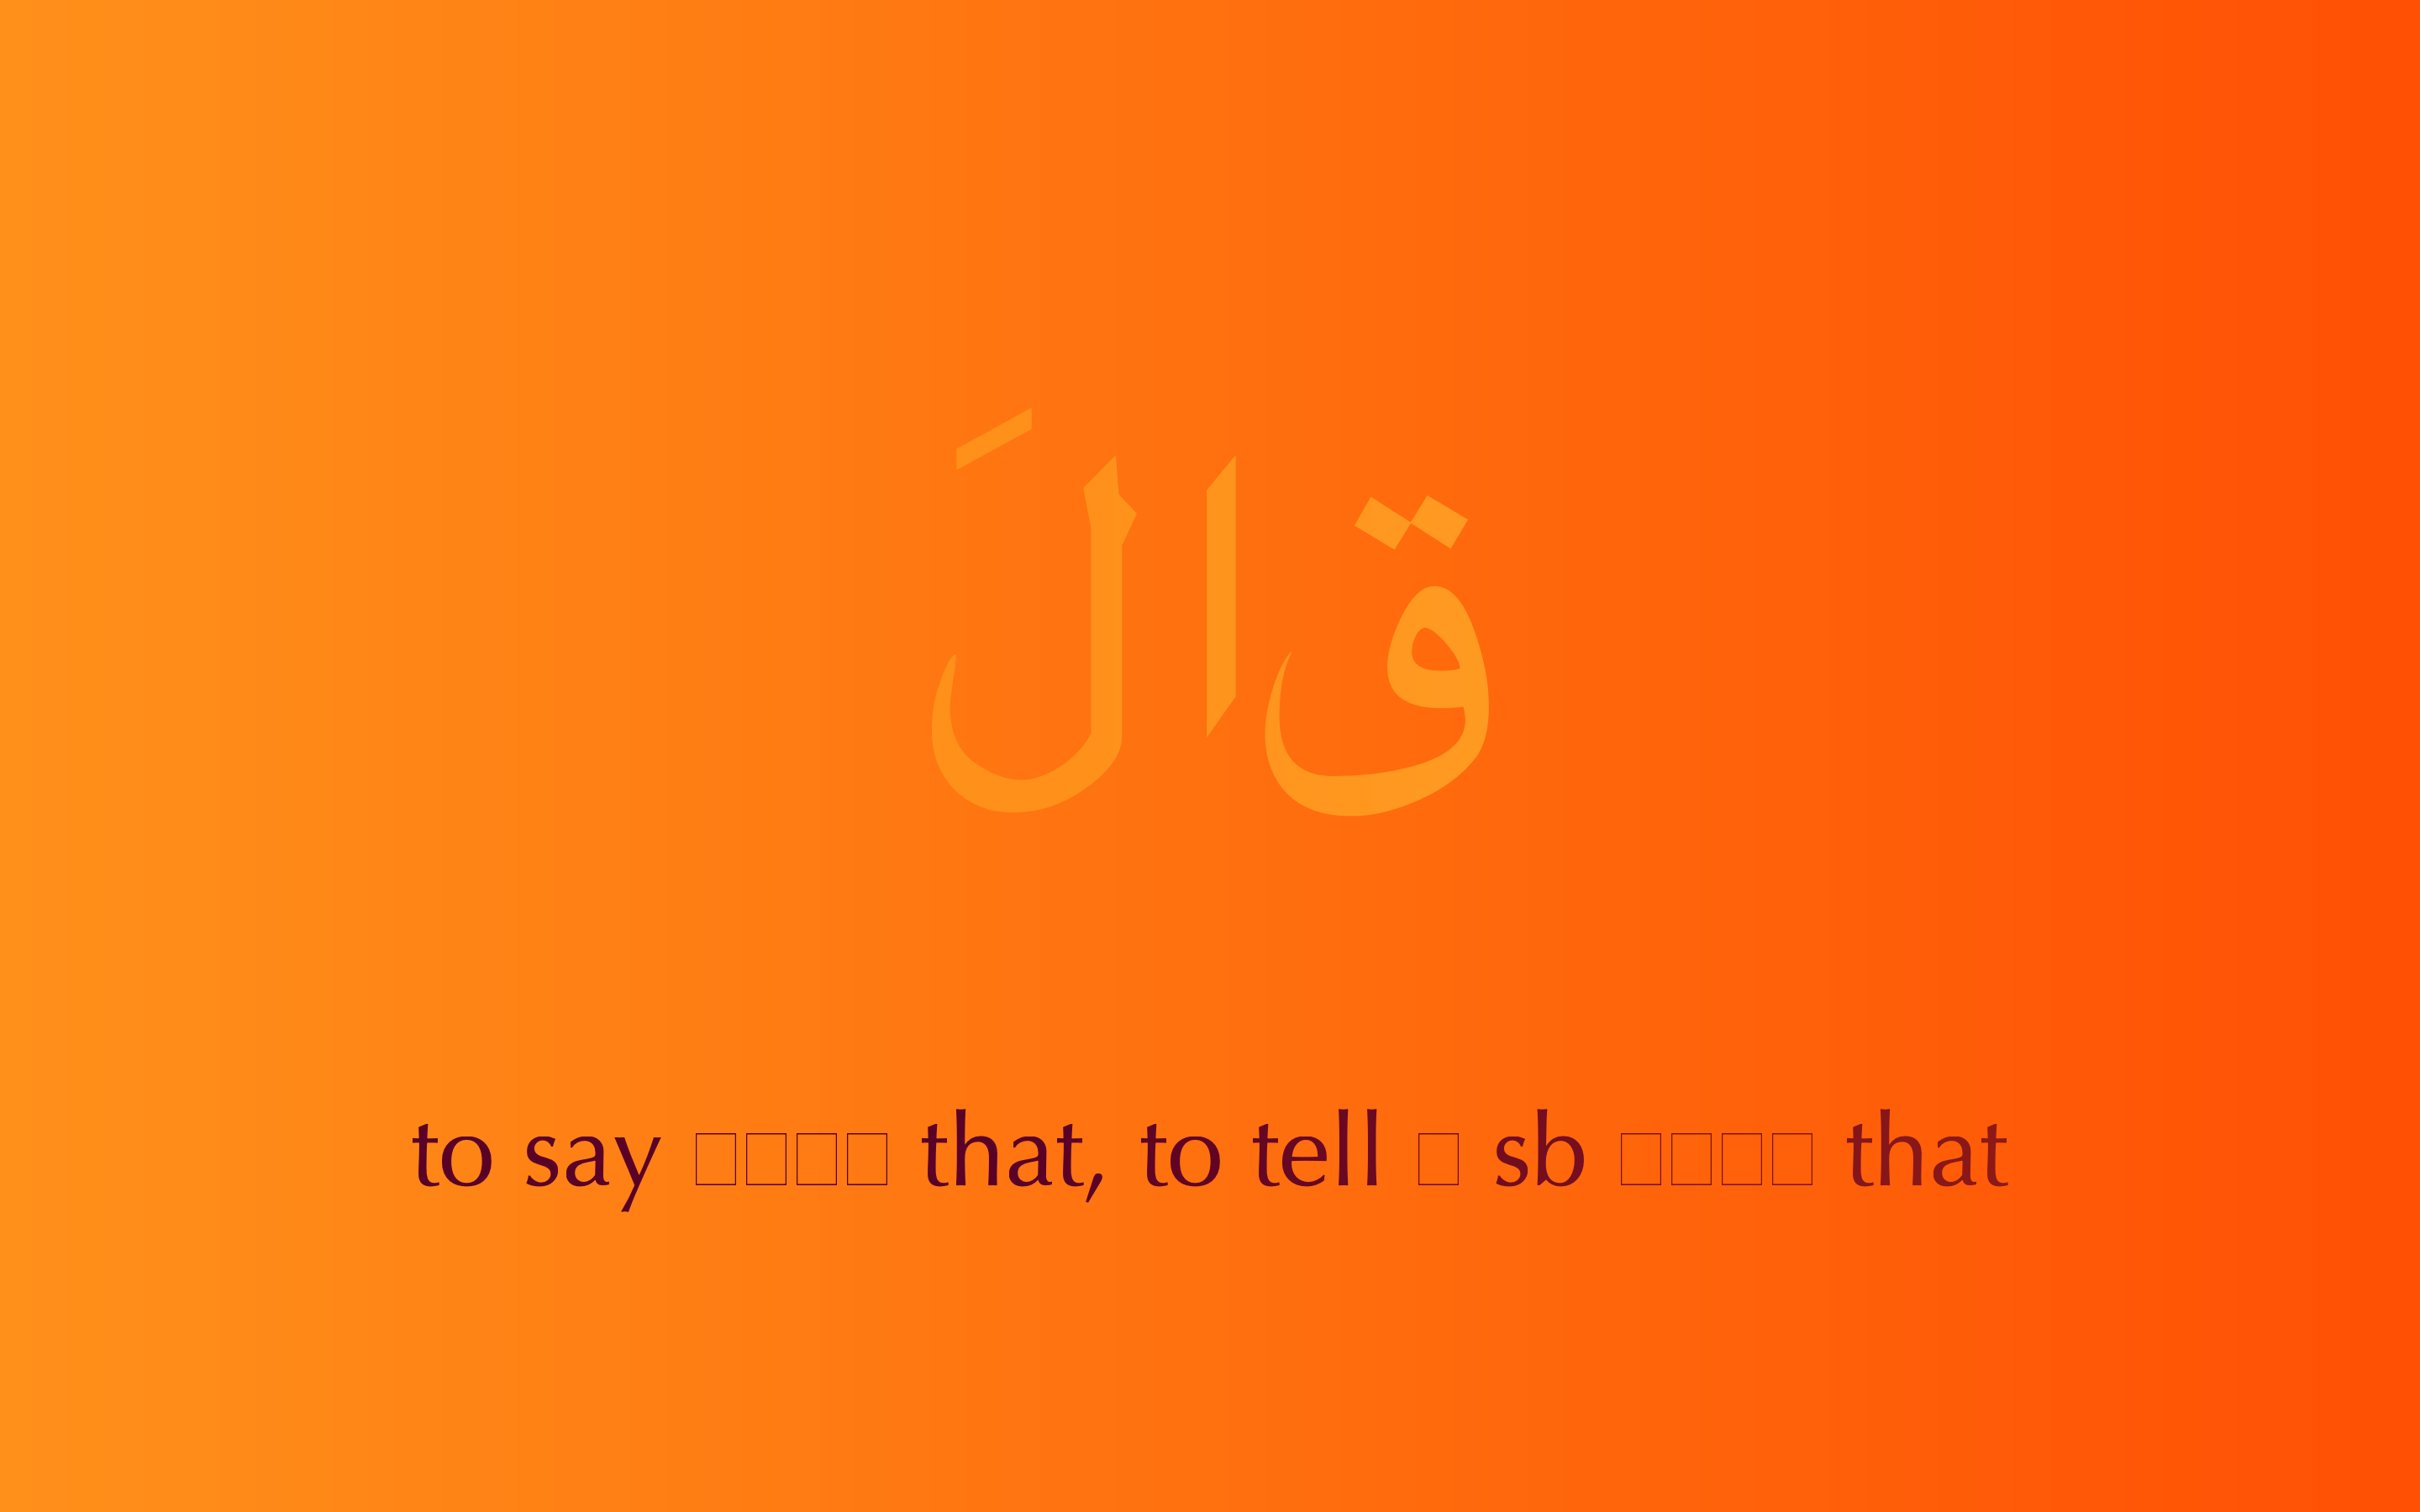 قالَ
to say □□□□ that, to tell □ sb □□□□ that